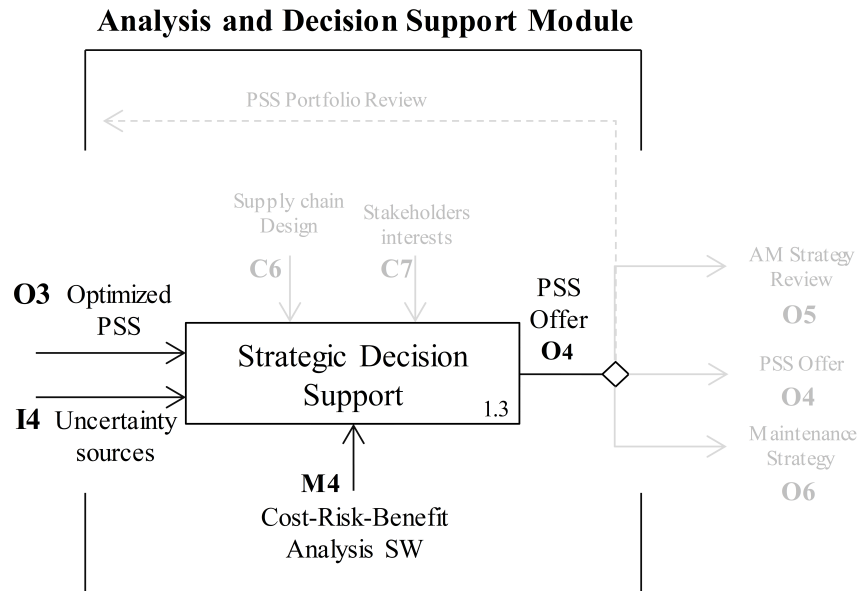 Analysis and Decision Support Module
PSS Portfolio Review
Supply chain
Design
C6
Stakeholders
interests
C7
O3 Optimized
PSS
I4 Uncertainty
sources
Strategic Decision
Support
1.3
M4
Cost-Risk-Benefit
Analysis SW
PSS
Offer
O4
AM Strategy
Review
O5
PSS Offer
O4
Maintenance
Strategy
O6